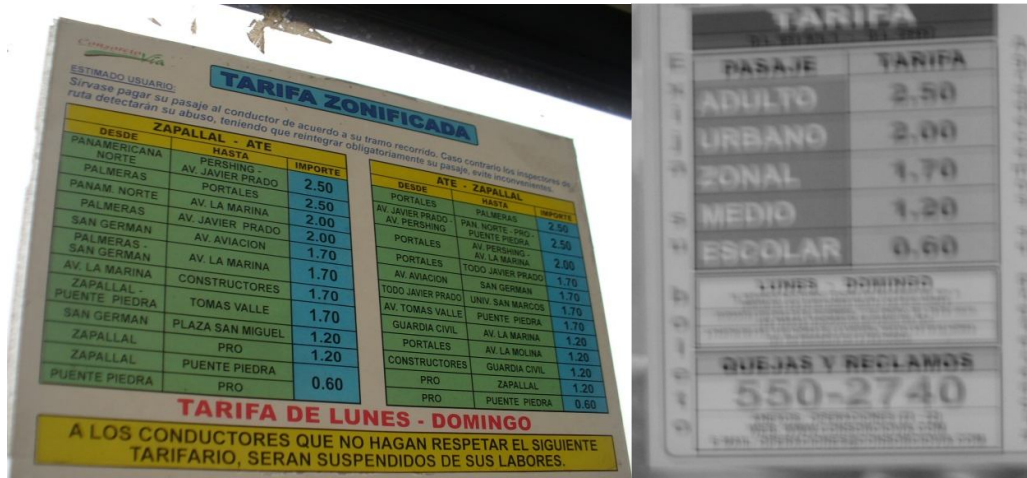 Consorcio Vía
ESTIMADO USUARIO:
TARIFA ZONIFICADA
Sirvase pagar su pasaje al conductor de acuerdo a su tramo recorrido. Caso contrario los inspectores de
ruta detectarán su abuso, teniendo que reintegrar obligatoriamente su pasaje, evite inconvenientes.
ZAPALLAL - ATE
DESDE HASTA IMPORTE
PANAMERICANA NORTE PERSHING - AV. JAVIER PRADO 2.50
PALMERAS PORTALES 2.50
PANAM. NORTE AV. LA MARINA 2.00
PALMERAS AV. JAVIER PRADO 2.00
SAN GERMAN AV. AVIACION 1.70
PALMERAS - SAN GERMAN AV. LA MARINA 1.70
AV. LA MARINA CONSTRUCTORES 1.70
ZAPALLAL - PUENTE PIEDRA TOMAS VALLE 1.70
SAN GERMAN PLAZA SAN MIGUEL 1.20
ZAPALLAL PRO 1.20
ZAPALLAL PUENTE PIEDRA 0.60
PUENTE PIEDRA PRO
ATE - ZAPALLAL
DESDE HASTA IMPORTE
PORTALES PALMERAS 2.50
AV. JAVIER PRADO - AV. PERSHING PAN. NORTE - PRO - PUENTE PIEDRA 2.50
PORTALES AV. PERSHING - AV. LA MARINA 2.00
PORTALES TODO JAVIER PRADO 1.70
AV. AVIACION SAN GERMAN 1.70
TODO JAVIER PRADO UNIV. SAN MARCOS 1.70
AV. TOMAS VALLE PUENTE PIEDRA 1.70
GUARDIA CIVIL AV. LA MARINA 1.20
PORTALES AV. LA MOLINA 1.20
CONSTRUCTORES GUARDIA CIVIL 1.20
PRO ZAPALLAL 1.20
PRO PUENTE PIEDRA 0.60
TARIFA DE LUNES - DOMINGO
A LOS CONDUCTORES QUE NO HAGAN RESPETAR EL SIGUIENTE
TARIFARIO, SERAN SUSPENDIDOS DE SUS LABORES.
TARIFA
PASAJE TARIFA
ADULTO 2.50
URBANO 2.00
ZONAL 1.70
MEDIO 1.20
ESCOLAR 0.60
LUNES - DOMINGO
QUEJAS Y RECLAMOS
550-2740